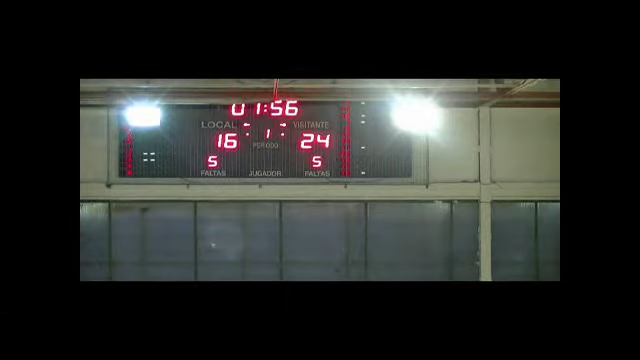 01:56
LOCAL VISITANTE
16 1 24
PERIODO
5 5
FALTAS JUGADOR FALTAS